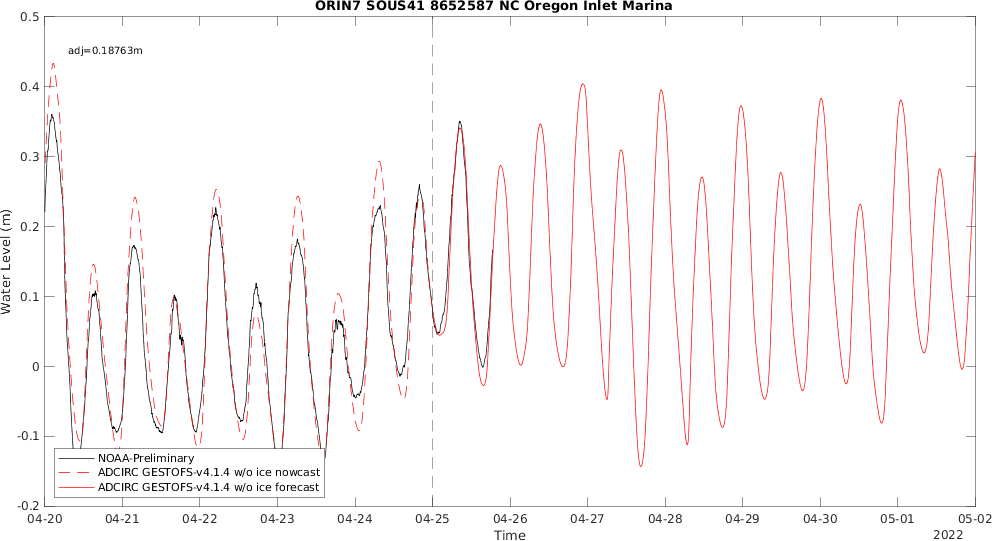 ORIN7 SOUS41 8652587 NC Oregon Inlet Marina
adj=0.18763m
0.5
0.4
0.3
0.2
0.1
0
-0.1
-0.2
Water Level (m)
NOAA-Preliminary
ADCIRC GESTOFS-v4.1.4 w/o ice nowcast
ADCIRC GESTOFS-v4.1.4 w/o ice forecast
04-20 04-21 04-22 04-23 04-24 04-25 04-26 04-27 04-28 04-29 04-30 05-01 05-02
Time
2022